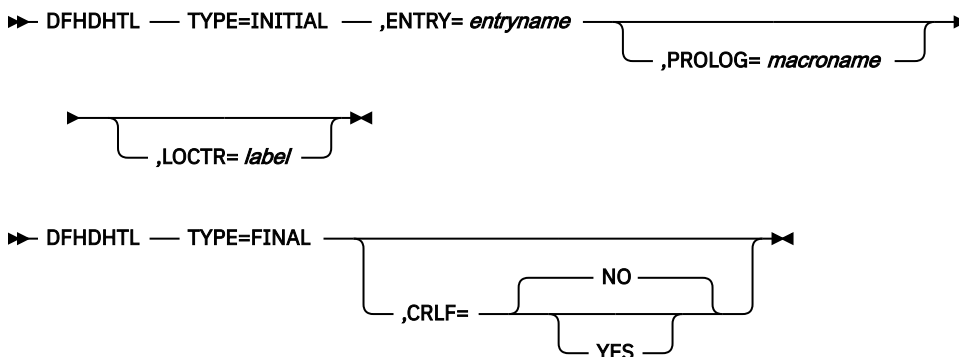 DFHDHTL TYPE=INITIAL ,ENTRY= entryname
,PROLOG= macroname
,LOCTR= label
DFHDHTL TYPE=FINAL
NO
,CRLF=
YES